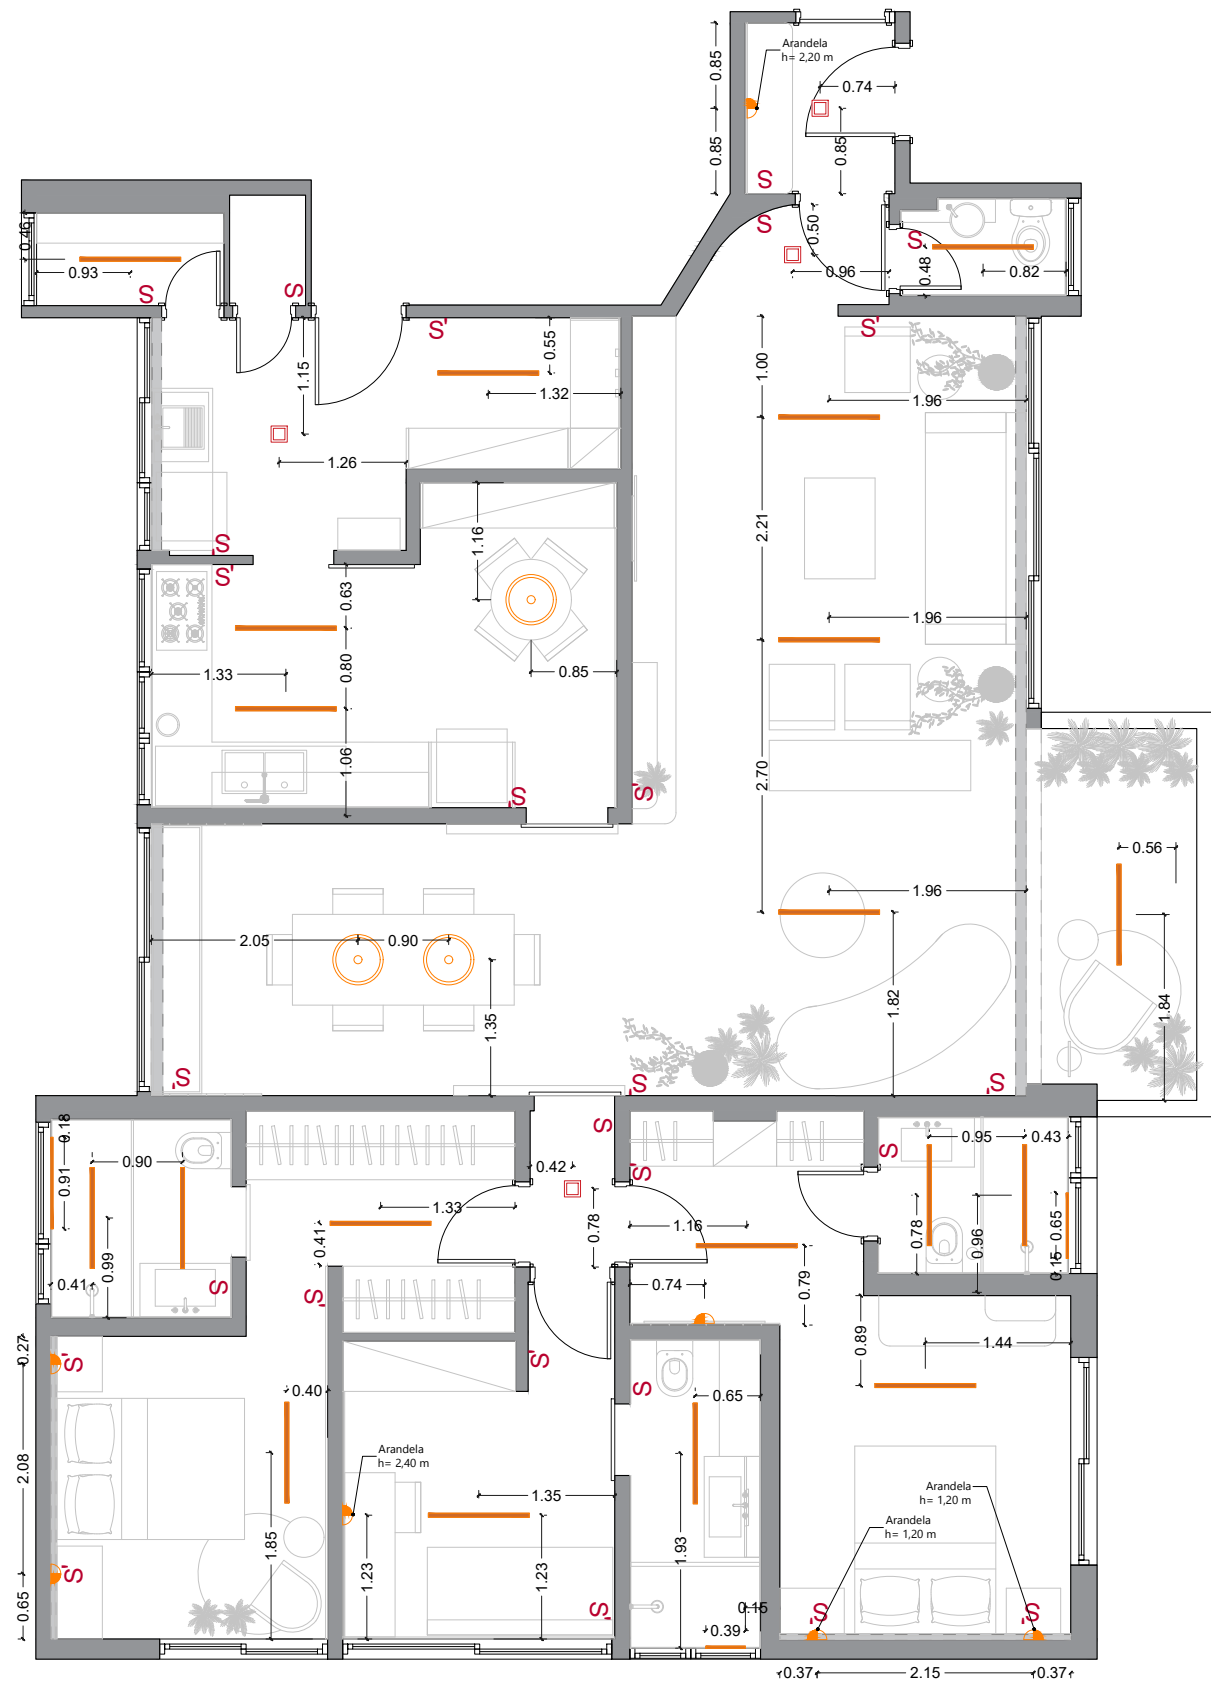 Arandela
h= 2,20 m
0.85
0.74
0.85
0.85
S
S
0.50
S
0.96
0.48
0.82
0.46
0.93
S
S
S'
0.55
1.15
1.32
S'
1.00
1.96
1.26
1.16
2.21
S
S'
0.63
1.96
1.33
0.80
0.85
1.06
2.70
S
S'
0.56
1.96
2.05
0.90
1.35
1.82
1.84
'S
'S
'S
0.18
0.91
0.90
0.99
0.41
S
S
0.42
1.33
0.41
0.78
'S
1.16
0.74
0.79
S
0.95
0.43
0.78
0.96
0.65
0.15
0.27
S'
0.40
S'
'S
S
0.65
0.89
1.44
2.08
Arandela
h= 2,40 m
1.35
1.85
1.23
1.23
1.93
Arandela
h= 1,20 m
Arandela
h= 1,20 m
S'
0.65
S'
0.15
0.39
'S
'S
0.37
2.15
0.37